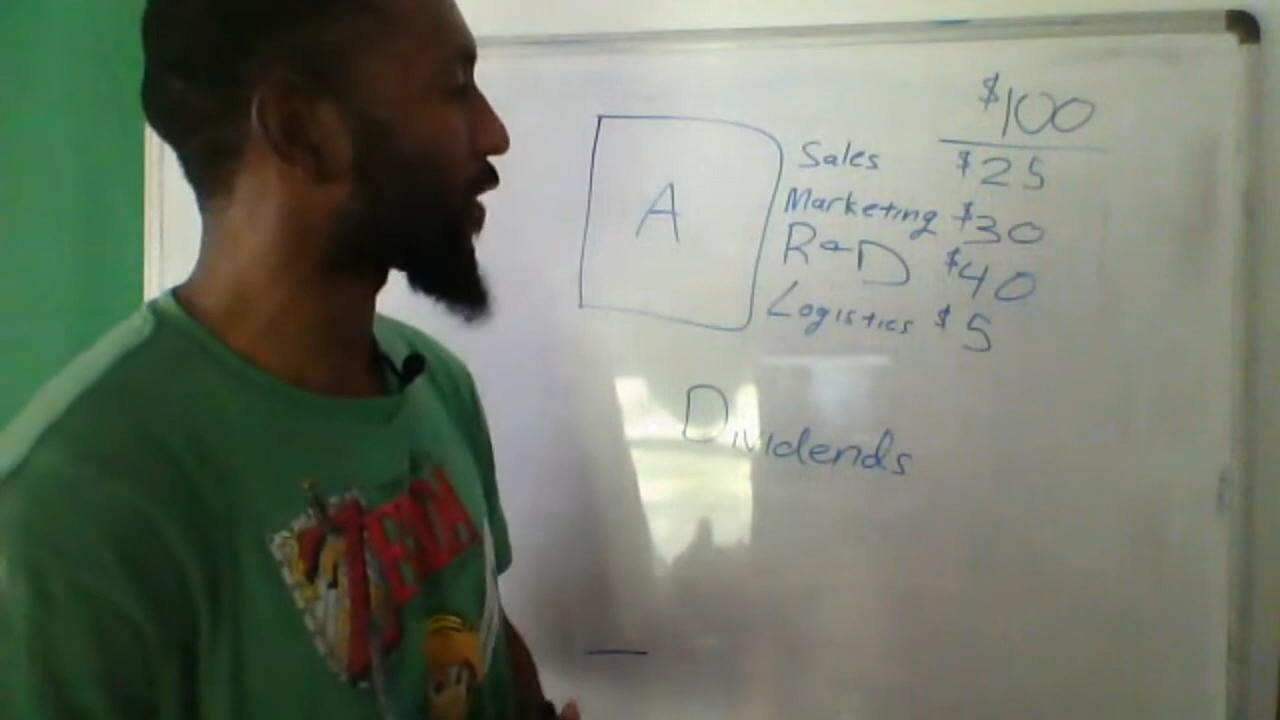 $100
A
Sales $25
Marketing $30
R&D $40
Logistics $5
Dividends